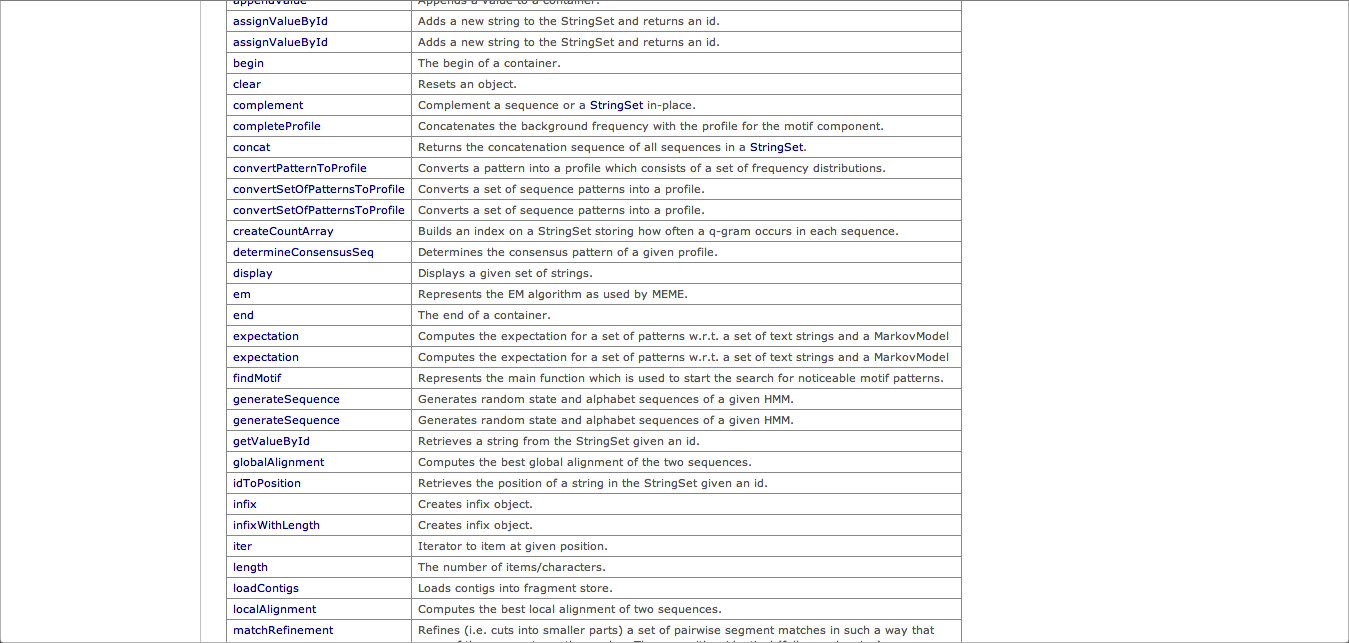 appendValue Appends a value to a container.
assignValueById Adds a new string to the StringSet and returns an id.
assignValueById Adds a new string to the StringSet and returns an id.
begin The begin of a container.
clear Resets an object.
complement Complement a sequence or a StringSet in-place.
completeProfile Concatenates the background frequency with the profile for the motif component.
concat Returns the concatenation sequence of all sequences in a StringSet.
convertPatternToProfile Converts a pattern into a profile which consists of a set of frequency distributions.
convertSetOfPatternsToProfile Converts a set of sequence patterns into a profile.
convertSetOfPatternsToProfile Converts a set of sequence patterns into a profile.
createCountArray Builds an index on a StringSet storing how often a q-gram occurs in each sequence.
determineConsensusSeq Determines the consensus pattern of a given profile.
display Displays a given set of strings.
em Represents the EM algorithm as used by MEME.
end The end of a container.
expectation Computes the expectation for a set of patterns w.r.t. a set of text strings and a MarkovModel
expectation Computes the expectation for a set of patterns w.r.t. a set of text strings and a MarkovModel
findMotif Represents the main function which is used to start the search for noticeable motif patterns.
generateSequence Generates random state and alphabet sequences of a given HMM.
generateSequence Generates random state and alphabet sequences of a given HMM.
getValueById Retrieves a string from the StringSet given an id.
globalAlignment Computes the best global alignment of the two sequences.
idToPosition Retrieves the position of a string in the StringSet given an id.
infix Creates infix object.
infixWithLength Creates infix object.
iter Iterator to item at given position.
length The number of items/characters.
loadContigs Loads contigs into fragment store.
localAlignment Computes the best local alignment of two sequences.
matchRefinement Refines (i.e. cuts into smaller parts) a set of pairwise segment matches in such a way that